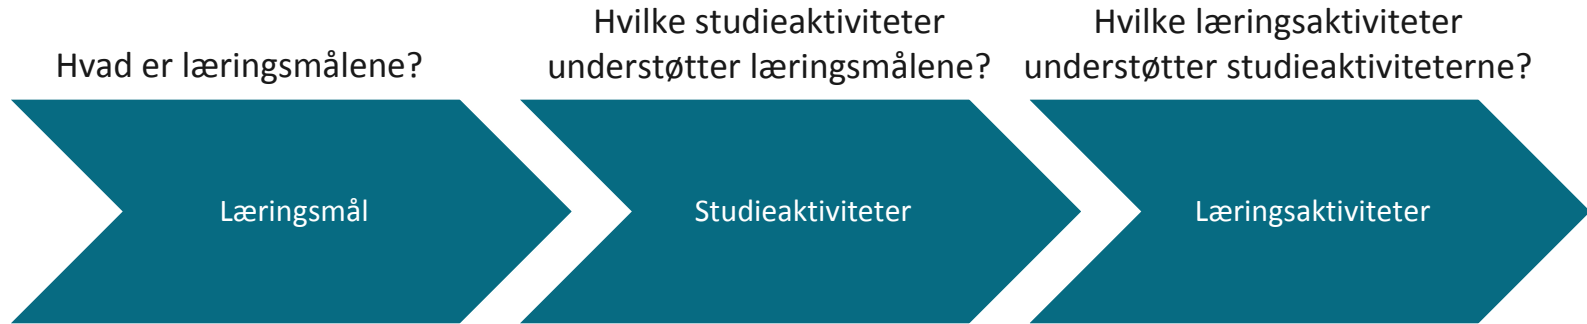 Hvad er læringsmålene?
Hvilke studieaktiviteter
understøtter læringsmålene?
Hvilke læringsaktiviteter
understøtter studieaktiviteterne?
Læringsmål
Studieaktiviteter
Læringsaktiviteter